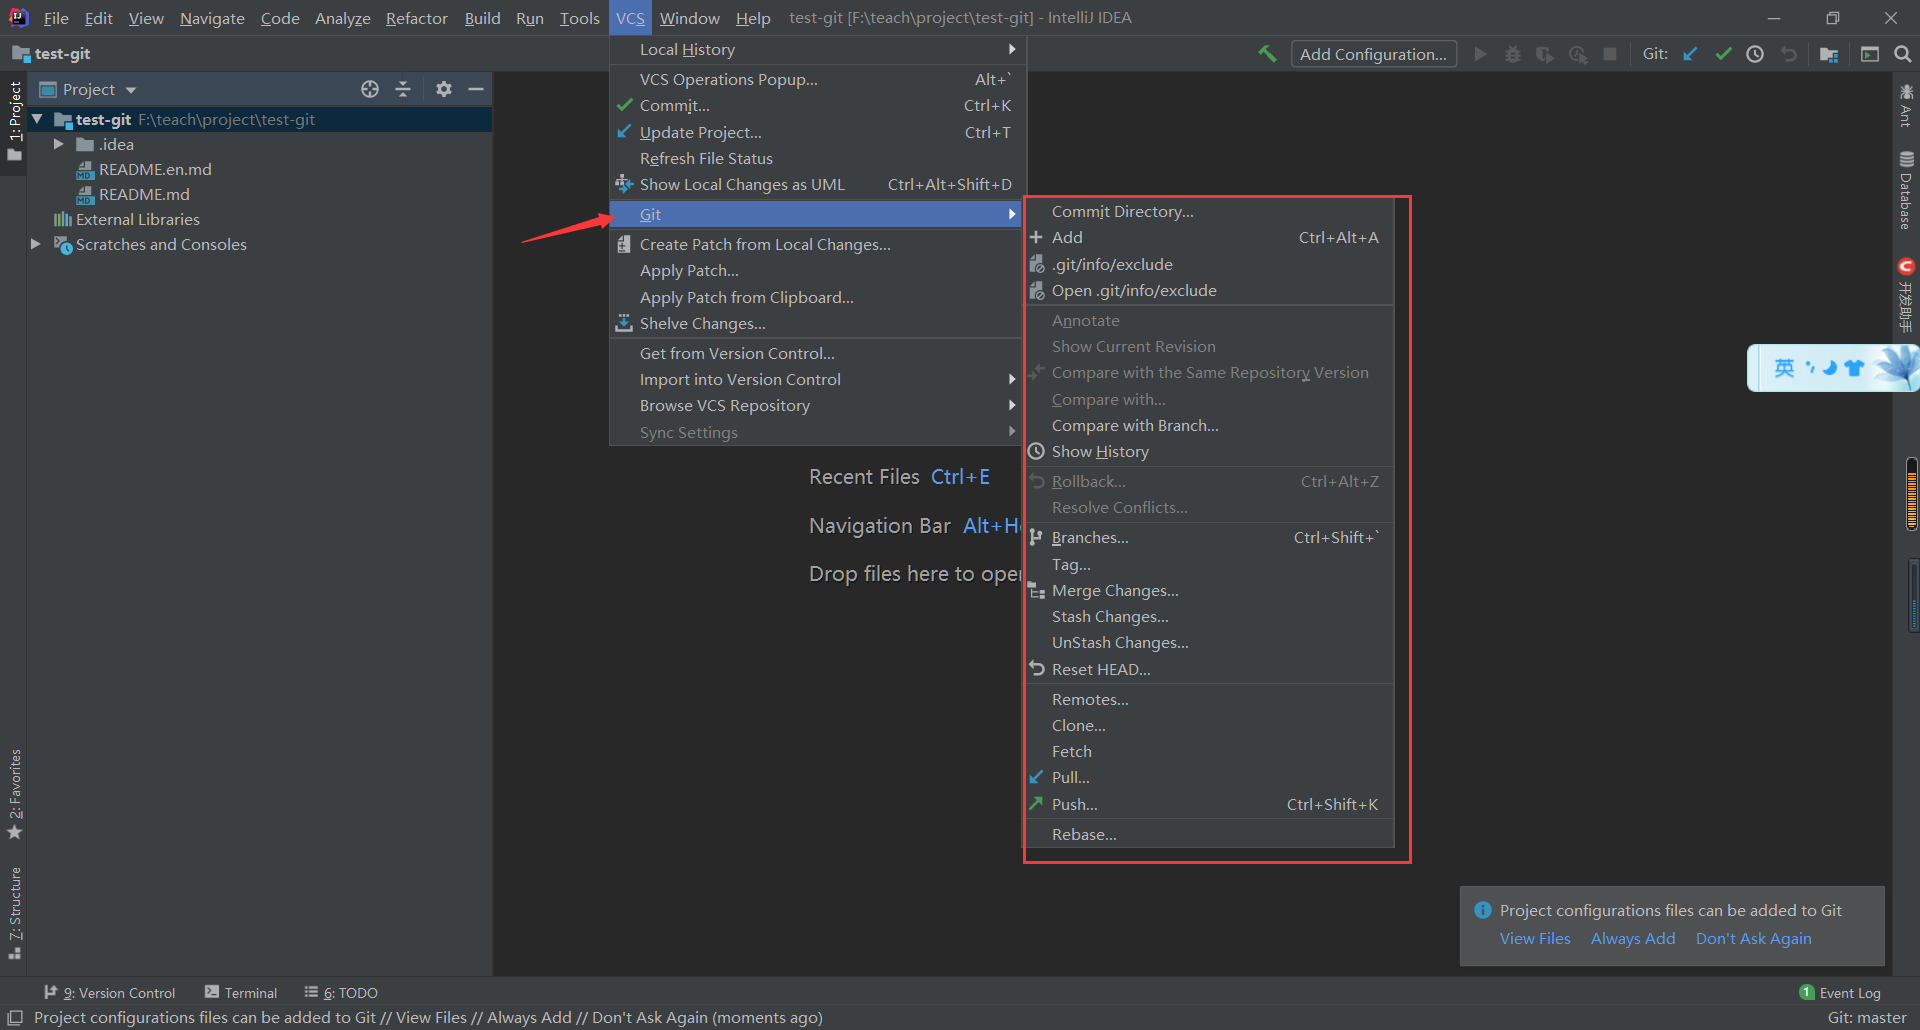 File Edit View Navigate Code Analyze Refactor Build Run Tools VCS Window Help test-git [F:\teach\project\test-git] - IntelliJ IDEA
test-git
Add Configuration...
Git:
1: Project
Project
test-git F:\teach\project\test-git
.idea
README.en.md
README.md
External Libraries
Scratches and Consoles
Local History
VCS Operations Popup... Alt+`
Commit... Ctrl+K
Update Project... Ctrl+T
Refresh File Status
Show Local Changes as UML Ctrl+Alt+Shift+D
Git
Create Patch from Local Changes...
Apply Patch...
Apply Patch from Clipboard...
Shelve Changes...
Get from Version Control...
Import into Version Control
Browse VCS Repository
Sync Settings
Commit Directory...
Add Ctrl+Alt+A
.git/info/exclude
Open .git/info/exclude
Annotate
Show Current Revision
Compare with the Same Repository Version
Compare with...
Compare with Branch...
Show History
Rollback... Ctrl+Alt+Z
Resolve Conflicts...
Branches... Ctrl+Shift+`
Tag...
Merge Changes...
Stash Changes...
UnStash Changes...
Reset HEAD...
Remotes...
Clone...
Fetch
Pull...
Push... Ctrl+Shift+K
Rebase...
Recent Files Ctrl+E
Navigation Bar Alt+H
Drop files here to open
Ant
Database
开发助手
英
2: Favorites
7: Structure
Project configurations files can be added to Git
View Files Always Add Don't Ask Again
9: Version Control Terminal 6: TODO
1 Event Log
Project configurations files can be added to Git // View Files // Always Add // Don't Ask Again (moments ago)
Git: master